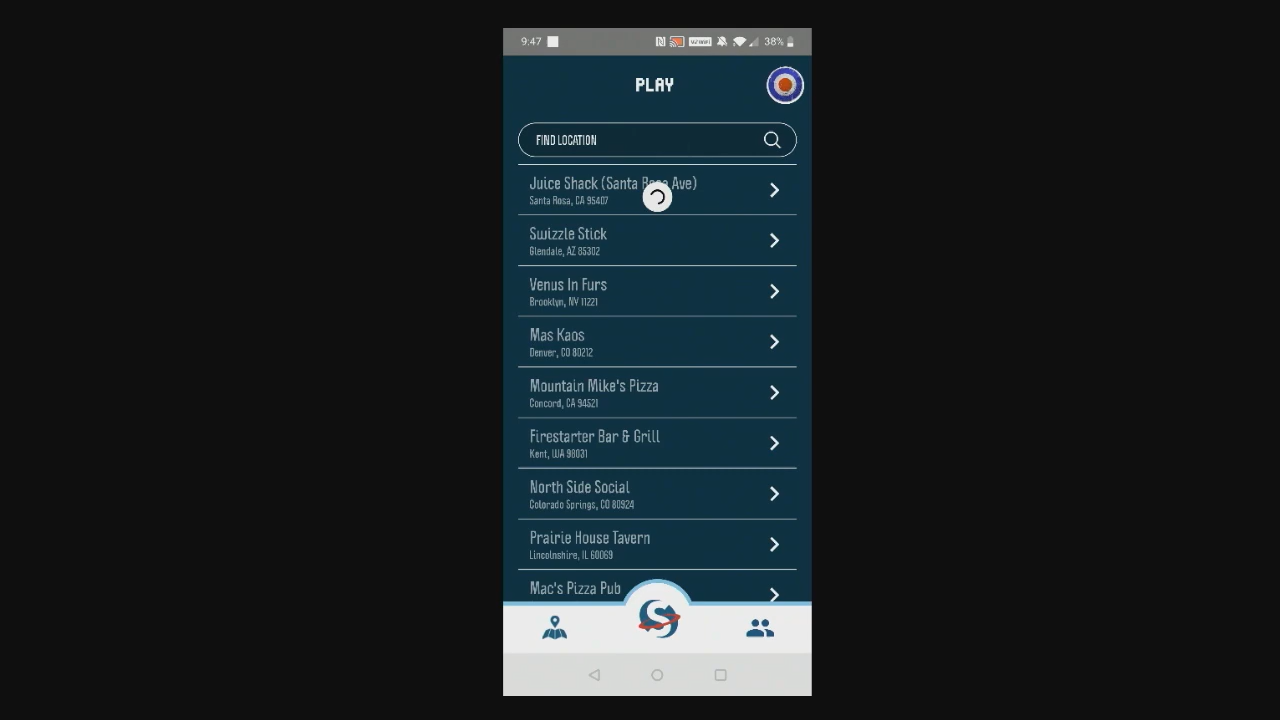 9:47
38%
PLAY
FIND LOCATION
Juice Shack (Santa Rosa Ave)
Santa Rosa, CA 95407
Swizzle Stick
Glendale, AZ 85302
Venus In Furs
Brooklyn, NY 11221
Mas Kaos
Denver, CO 80212
Mountain Mike's Pizza
Concord, CA 94521
Firestarter Bar & Grill
Kent, WA 98031
North Side Social
Colorado Springs, CO 80924
Prairie House Tavern
Lincolnshire, IL 60069
Mac's Pizza Pub